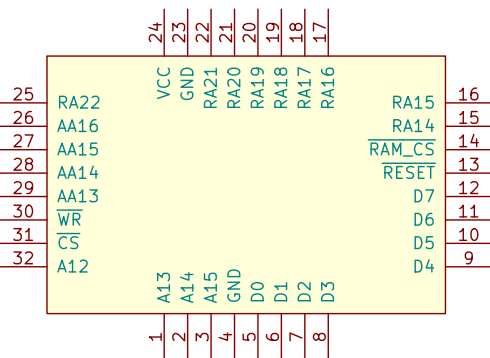 24 23 22 21 20 19 18 17
VCC GND RA21 RA20 RA19 RA18 RA17 RA16
25 RA22 RA15 16
26 AA16 RA14 15
27 AA15 RAM_CS 14
28 AA14 RESET 13
29 AA13 D7 12
30 WR D6 11
31 CS D5 10
32 A12 D4 9
A13 A14 A15 GND D0 D1 D2 D3
1 2 3 4 5 6 7 8